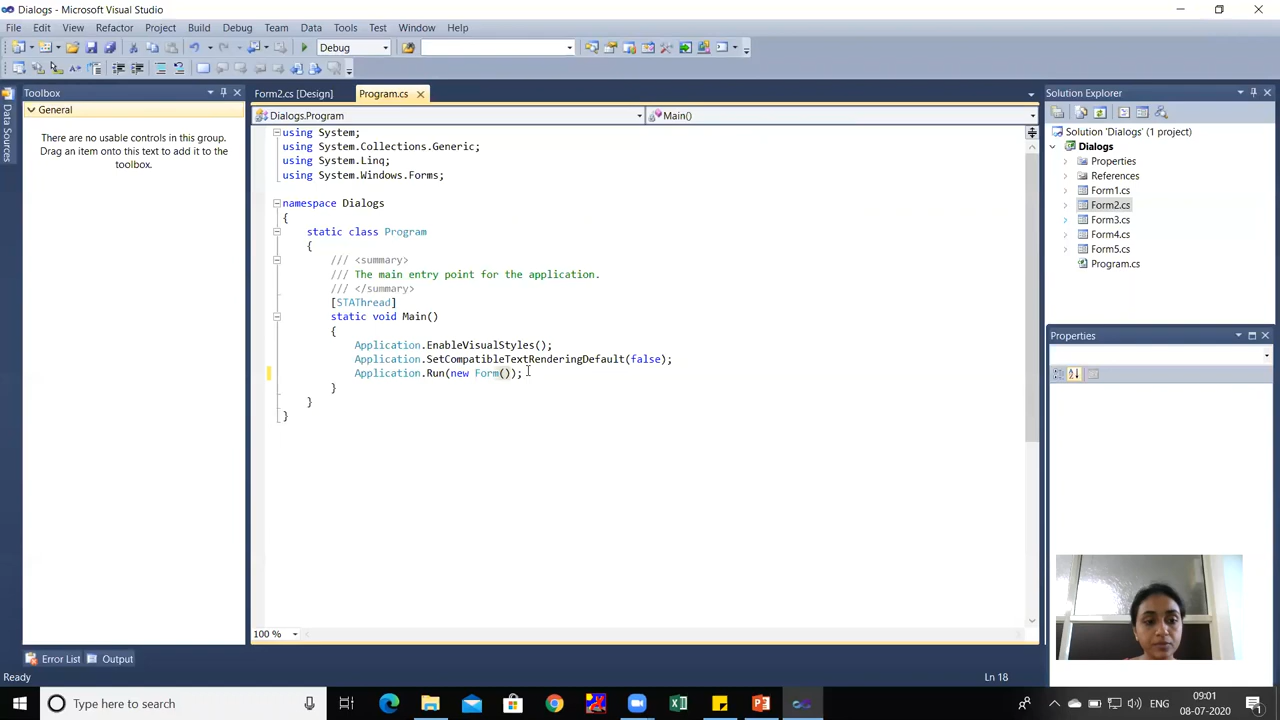 Dialogs - Microsoft Visual Studio
File Edit View Refactor Project Build Debug Team Data Tools Test Window Help
Debug
Toolbox
General
There are no usable controls in this group.
Drag an item onto this text to add it to the
toolbox.
Data Sources
Form2.cs [Design] Program.cs
Dialogs.Program Main()
using System;
using System.Collections.Generic;
using System.Linq;
using System.Windows.Forms;
namespace Dialogs
{
static class Program
{
/// <summary>
/// The main entry point for the application.
/// </summary>
[STAThread]
static void Main()
{
Application.EnableVisualStyles();
Application.SetCompatibleTextRenderingDefault(false);
Application.Run(new Form());
}
}
}
100 %
Solution Explorer
Solution 'Dialogs' (1 project)
Dialogs
Properties
References
Form1.cs
Form2.cs
Form3.cs
Form4.cs
Form5.cs
Program.cs
Properties
Error List Output
Ready
Ln 18
Type here to search
ENG
09:01
08-07-2020